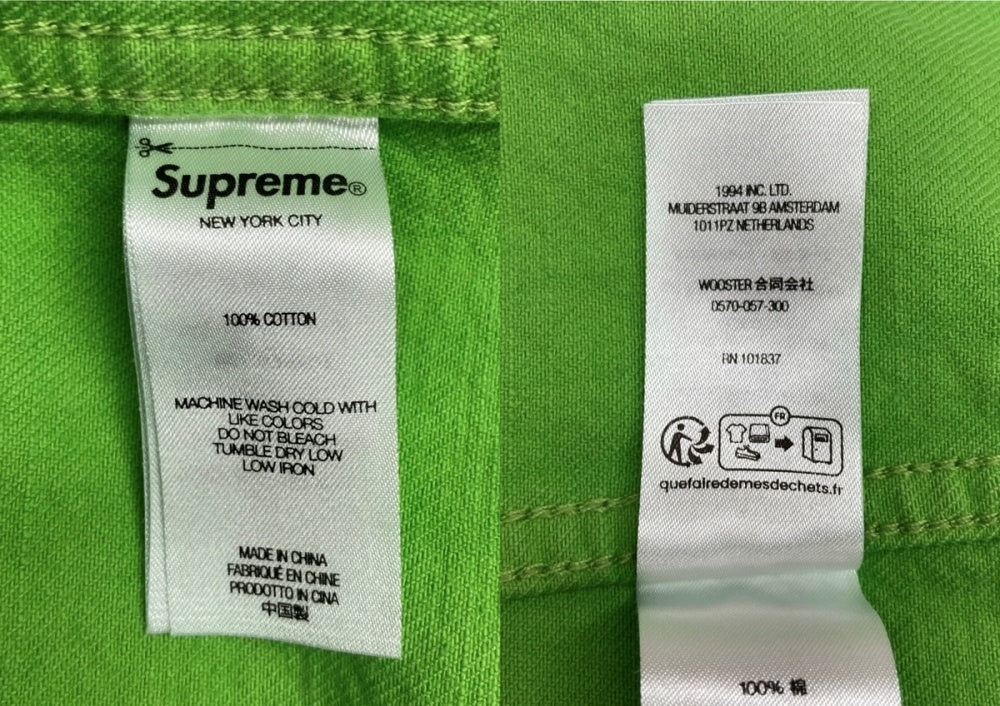 Supreme®
NEW YORK CITY
100% COTTON
MACHINE WASH COLD WITH
LIKE COLORS
DO NOT BLEACH
TUMBLE DRY LOW
LOW IRON
MADE IN CHINA
FABRIQUÉ EN CHINE
PRODOTTO IN CINA
中国製
1994 INC. LTD.
MUIDERSTRAAT 9B AMSTERDAM
1011PZ NETHERLANDS
WOOSTER 合同会社
0570-057-300
RN 101837
FR
quefairedemesdechets.fr
100% 棉